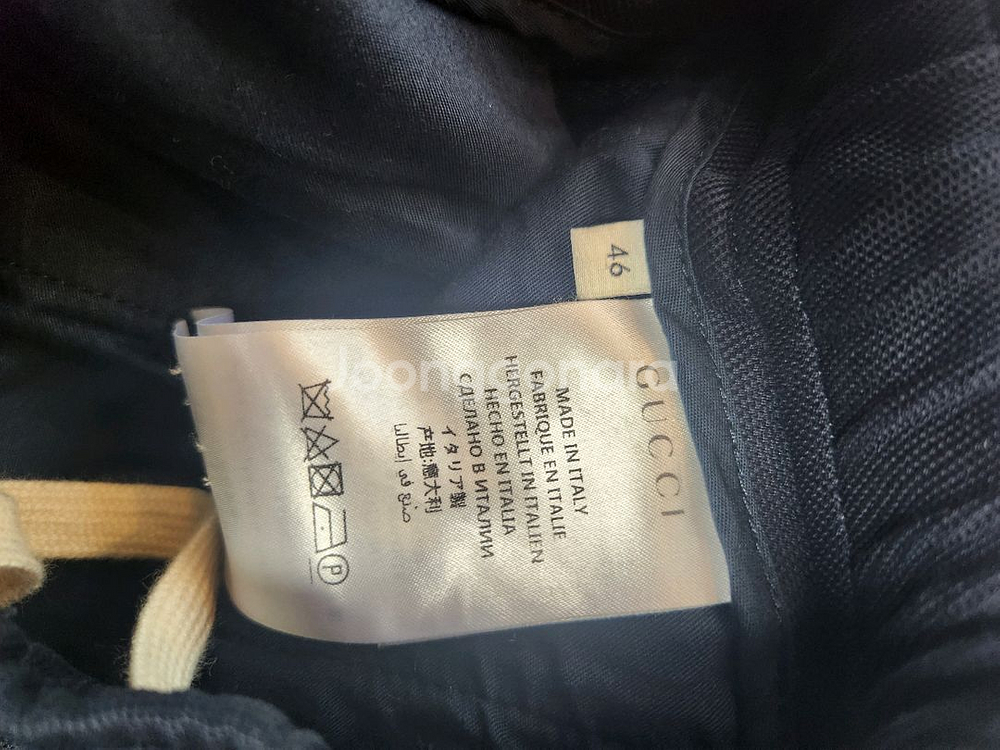 46
GUCCI
MADE IN ITALY
FABRIQUE EN ITALIE
HERGESTELLT IN ITALIEN
HECHO EN ITALIA
СДЕЛАНО В ИТАЛИИ
イタリア製
产地:意大利
صنع في إيطاليا
P
Joonggonara